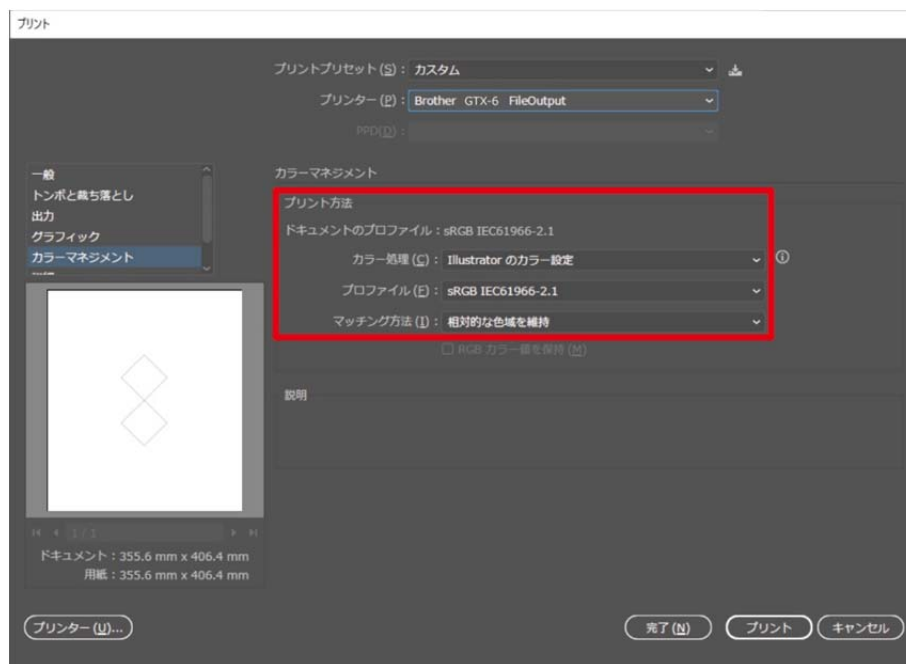 プリント
プリントプリセット(S)：カスタム
プリンター(P)：Brother GTX-6 FileOutput
PPD(D)：
一般
トンボと裁ち落とし
出力
グラフィック
カラーマネジメント
カラーマネジメント
プリント方法
ドキュメントのプロファイル：sRGB IEC61966-2.1
カラー処理(C)：Illustrator のカラー設定
プロファイル(F)：sRGB IEC61966-2.1
マッチング方法(I)：相対的な色域を維持
RGB カラー値を保持(M)
説明
1 / 1
ドキュメント：355.6 mm x 406.4 mm
用紙：355.6 mm x 406.4 mm
プリンター(U)...
完了(N)
プリント
キャンセル